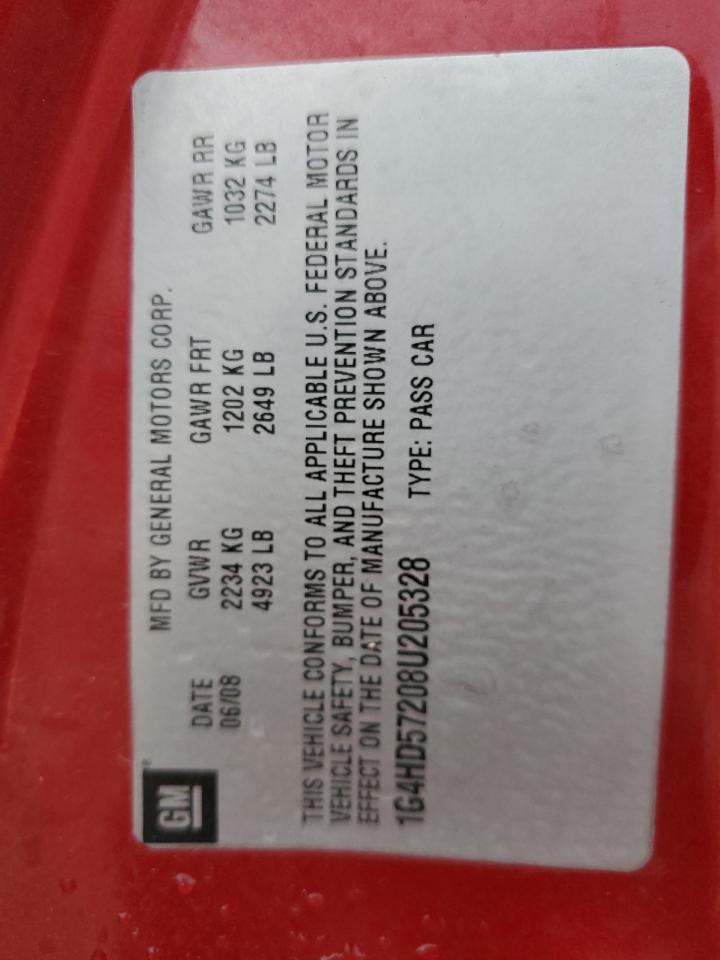 GM
MFD BY GENERAL MOTORS CORP.
DATE GVWR GAWR FRT GAWR RR
06/08 2234 KG 1202 KG 1032 KG
4923 LB 2649 LB 2274 LB
THIS VEHICLE CONFORMS TO ALL APPLICABLE U.S. FEDERAL MOTOR
VEHICLE SAFETY, BUMPER, AND THEFT PREVENTION STANDARDS IN
EFFECT ON THE DATE OF MANUFACTURE SHOWN ABOVE.
1G4HD57208U205328 TYPE: PASS CAR